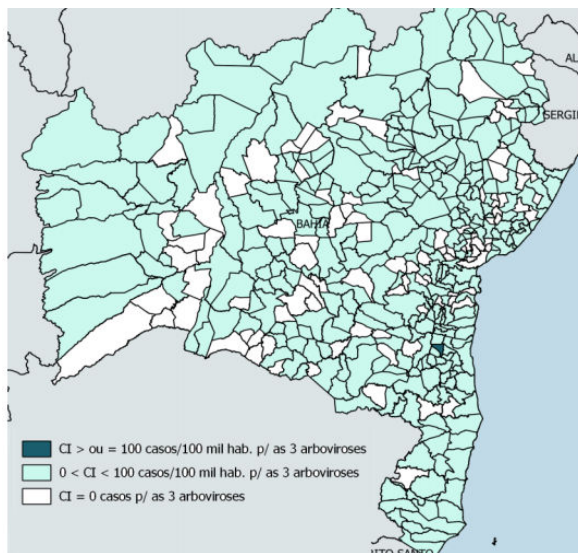 AL
SERGIP
BAHIA
CI > ou = 100 casos/100 mil hab. p/ as 3 arboviroses
0 < CI < 100 casos/100 mil hab. p/ as 3 arboviroses
CI = 0 casos p/ as 3 arboviroses